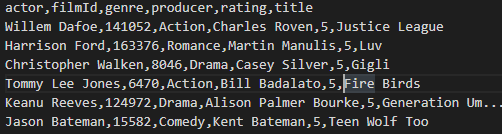 actor,filmId,genre,producer,rating,title
Willem Dafoe,141052,Action,Charles Roven,5,Justice League
Harrison Ford,163376,Romance,Martin Manulis,5,Luv
Christopher Walken,8046,Drama,Casey Silver,5,Gigli
Tommy Lee Jones,6470,Action,Bill Badalato,5,Fire Birds
Keanu Reeves,124972,Drama,Alison Palmer Bourke,5,Generation Um...
Jason Bateman,15582,Comedy,Kent Bateman,5,Teen Wolf Too